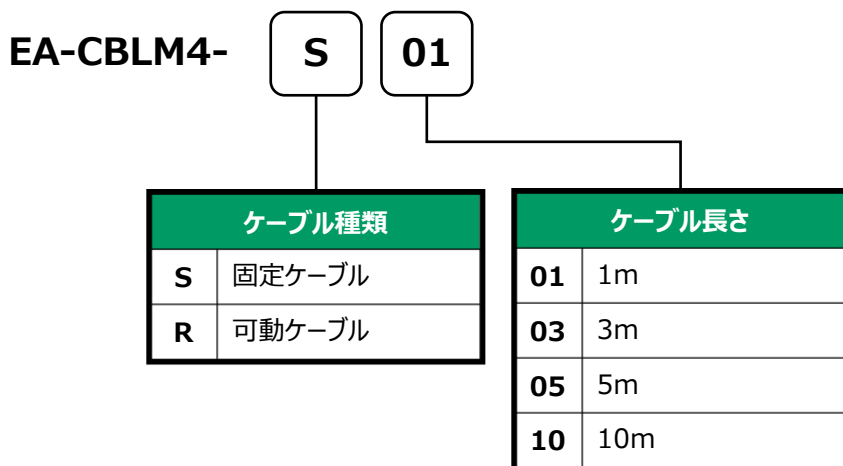 EA-CBLM4- S 01
ケーブル種類
S 固定ケーブル
R 可動ケーブル
ケーブル長さ
01 1m
03 3m
05 5m
10 10m